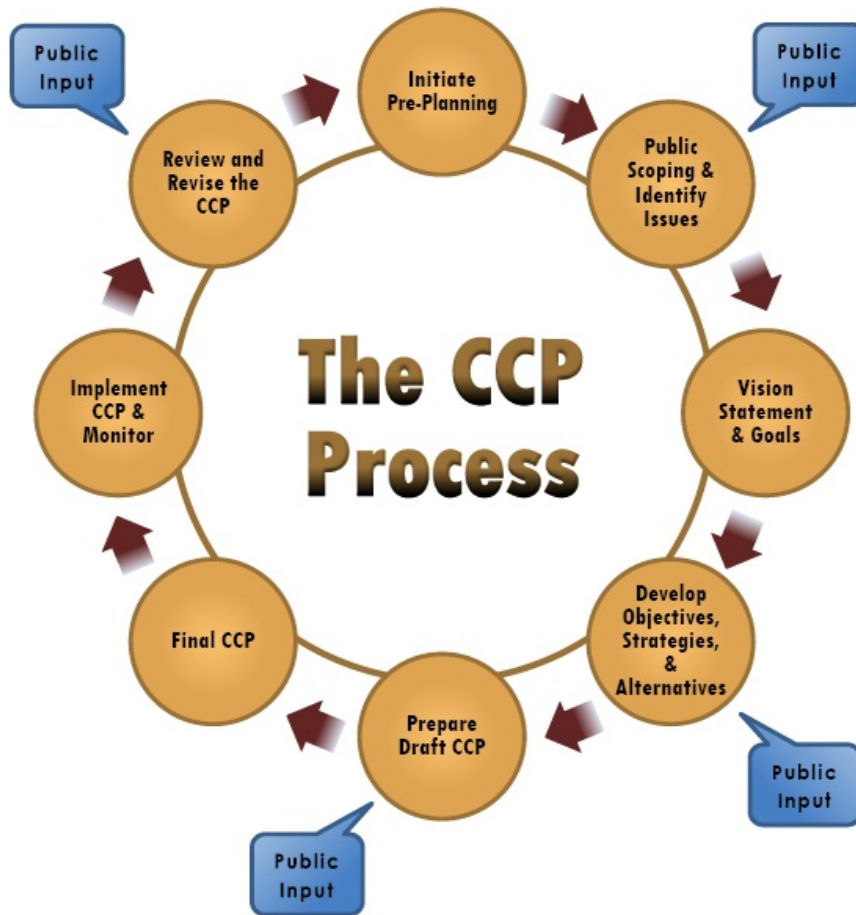 The CCP
Process
Initiate
Pre-Planning
Public
Input
Public
Scoping &
Identify
Issues
Vision
Statement
& Goals
Public
Input
Develop
Objectives,
Strategies,
&
Alternatives
Public
Input
Prepare
Draft CCP
Final CCP
Implement
CCP &
Monitor
Public
Input
Review and
Revise the
CCP